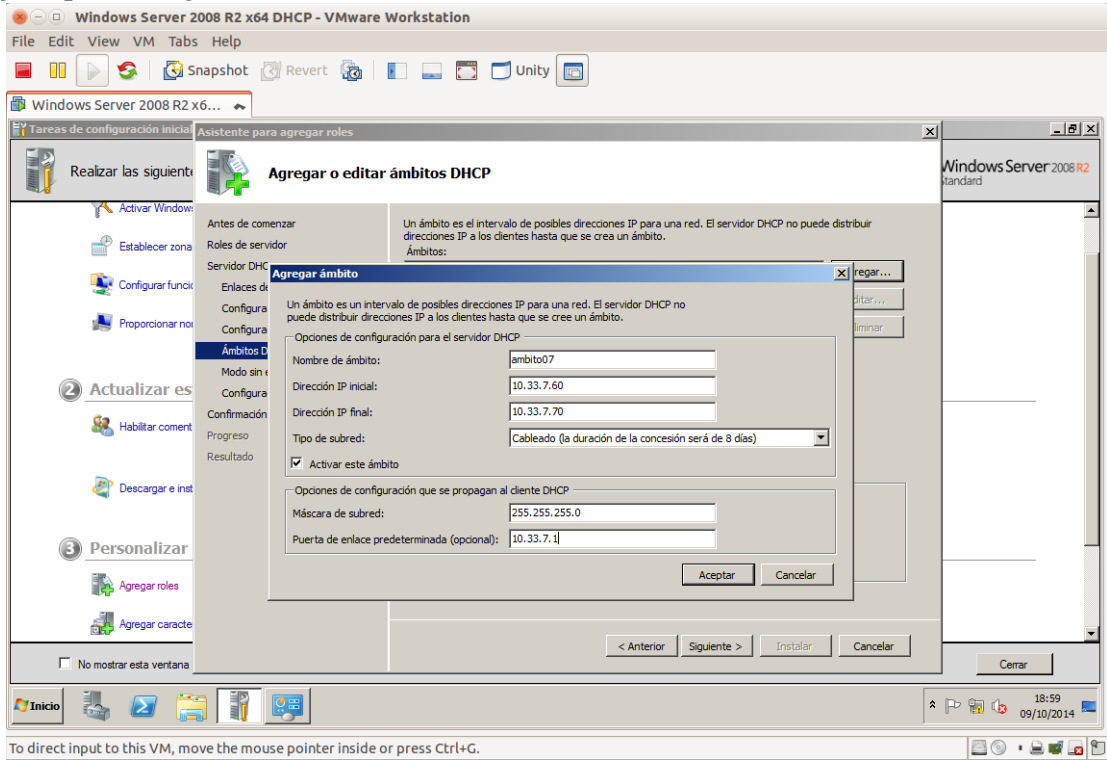 Windows Server 2008 R2 x64 DHCP - VMware Workstation
File Edit View VM Tabs Help
Snapshot Revert Unity
Windows Server 2008 R2 x6...
Tareas de configuración inicial
Asistente para agregar roles
Realizar las siguiente
Agregar o editar ámbitos DHCP
Windows Server 2008 R2
Standard
Activar Window
Establecer zona
Configurar funcio
Proporcionar no
2 Actualizar es
Habilitar coment
Descargar e inst
3 Personalizar
Agregar roles
Agregar caracte
No mostrar esta ventana
Antes de comenzar
Roles de servidor
Servidor DHC
Enlaces de
Configura
Configura
Ámbitos D
Modo sin e
Configura
Confirmación
Progreso
Resultado
Un ámbito es el intervalo de posibles direcciones IP para una red. El servidor DHCP no puede distribuir
direcciones IP a los clientes hasta que se crea un ámbito.
Ámbitos:
regar...
ditar...
liminar
Agregar ámbito
Un ámbito es un intervalo de posibles direcciones IP para una red. El servidor DHCP no
puede distribuir direcciones IP a los clientes hasta que se cree un ámbito.
Opciones de configuración para el servidor DHCP
Nombre de ámbito: ambito07
Dirección IP inicial: 10.33.7.60
Dirección IP final: 10.33.7.70
Tipo de subred: Cableado (la duración de la concesión será de 8 días)
Activar este ámbito
Opciones de configuración que se propagan al cliente DHCP
Máscara de subred: 255.255.255.0
Puerta de enlace predeterminada (opcional): 10.33.7.1
Aceptar Cancelar
< Anterior Siguiente > Instalar Cancelar
Cerrar
Inicio
18:59
09/10/2014
To direct input to this VM, move the mouse pointer inside or press Ctrl+G.